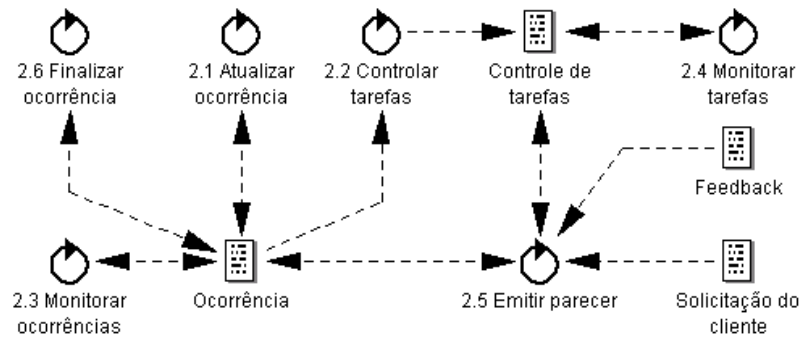 2.6 Finalizar
ocorrência
2.1 Atualizar
ocorrência
2.2 Controlar
tarefas
Controle de
tarefas
2.4 Monitorar
tarefas
Feedback
2.3 Monitorar
ocorrências
Ocorrência
2.5 Emitir parecer
Solicitação do
cliente